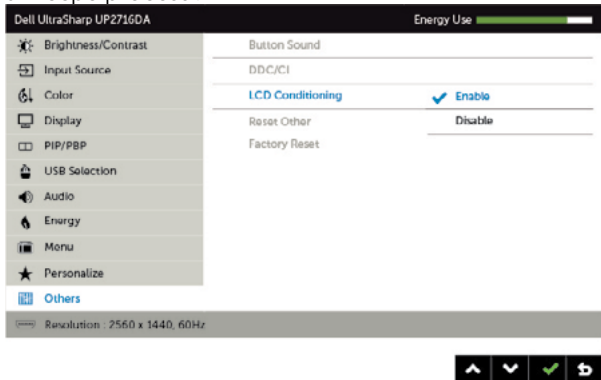 Dell UltraSharp UP2716DA
Energy Use
Brightness/Contrast
Button Sound
Input Source
DDC/CI
Color
LCD Conditioning
Enable
Display
Reset Other
Disable
PIP/PBP
Factory Reset
USB Selection
Audio
Energy
Menu
Personalize
Others
Resolution : 2560 x 1440, 60Hz